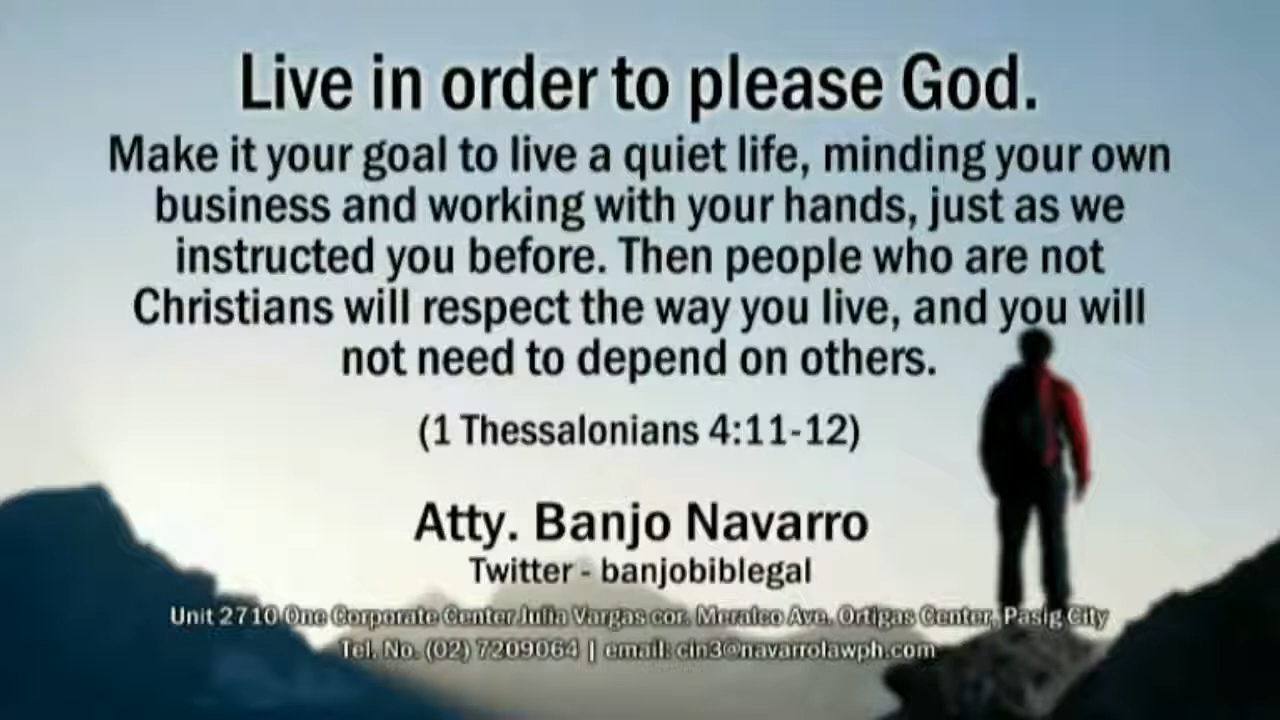 Live in order to please God.
Make it your goal to live a quiet life, minding your own
business and working with your hands, just as we
instructed you before. Then people who are not
Christians will respect the way you live, and you will
not need to depend on others.
(1 Thessalonians 4:11-12)
Atty. Banjo Navarro
Twitter - banjobiblegal
Unit 2710 One Corporate Center Julia Vargas cor. Meralco Ave. Ortigas Center, Pasig City
Tel. No. (02) 7209064 | email: cin3@navarrolawph.com